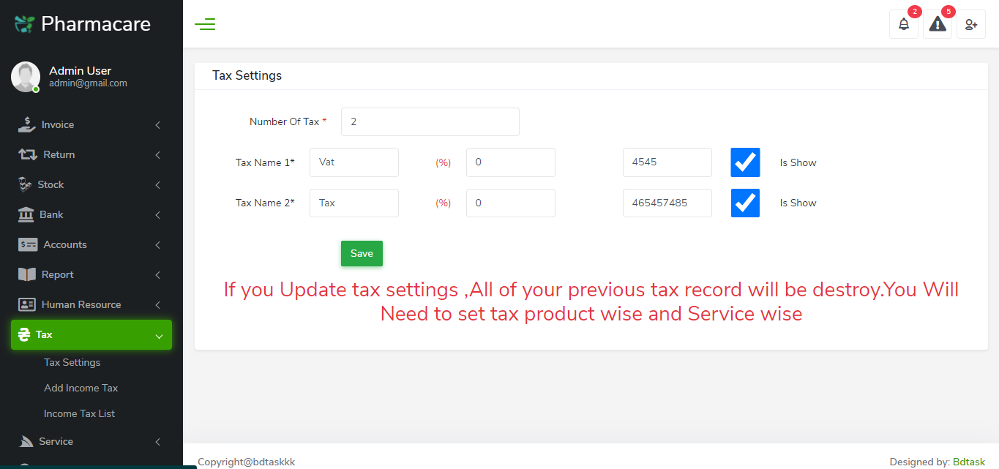 Pharmacare
2
5
Admin User
admin@gmail.com
Invoice
Return
Stock
Bank
Accounts
Report
Human Resource
Tax
Tax Settings
Add Income Tax
Income Tax List
Service
Tax Settings
Number Of Tax * 2
Tax Name 1* Vat (%) 0 4545 Is Show
Tax Name 2* Tax (%) 0 465457485 Is Show
Save
If you Update tax settings ,All of your previous tax record will be destroy.You Will
Need to set tax product wise and Service wise
Copyright@bdtaskkk
Designed by: Bdtask